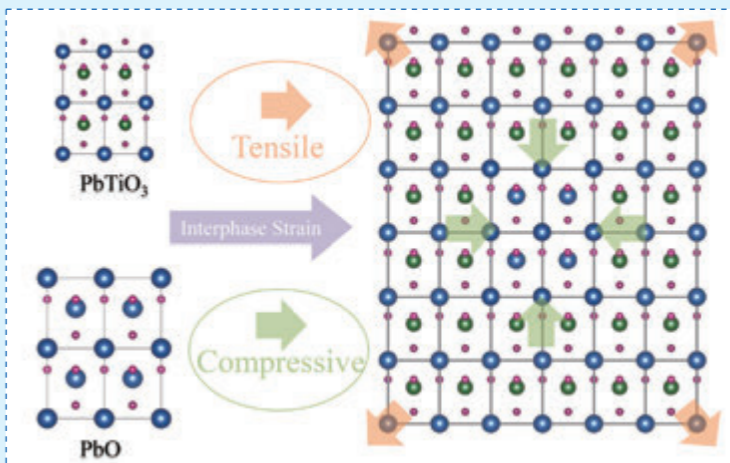 PbTiO₃
Tensile
Interphase Strain
Compressive
PbO